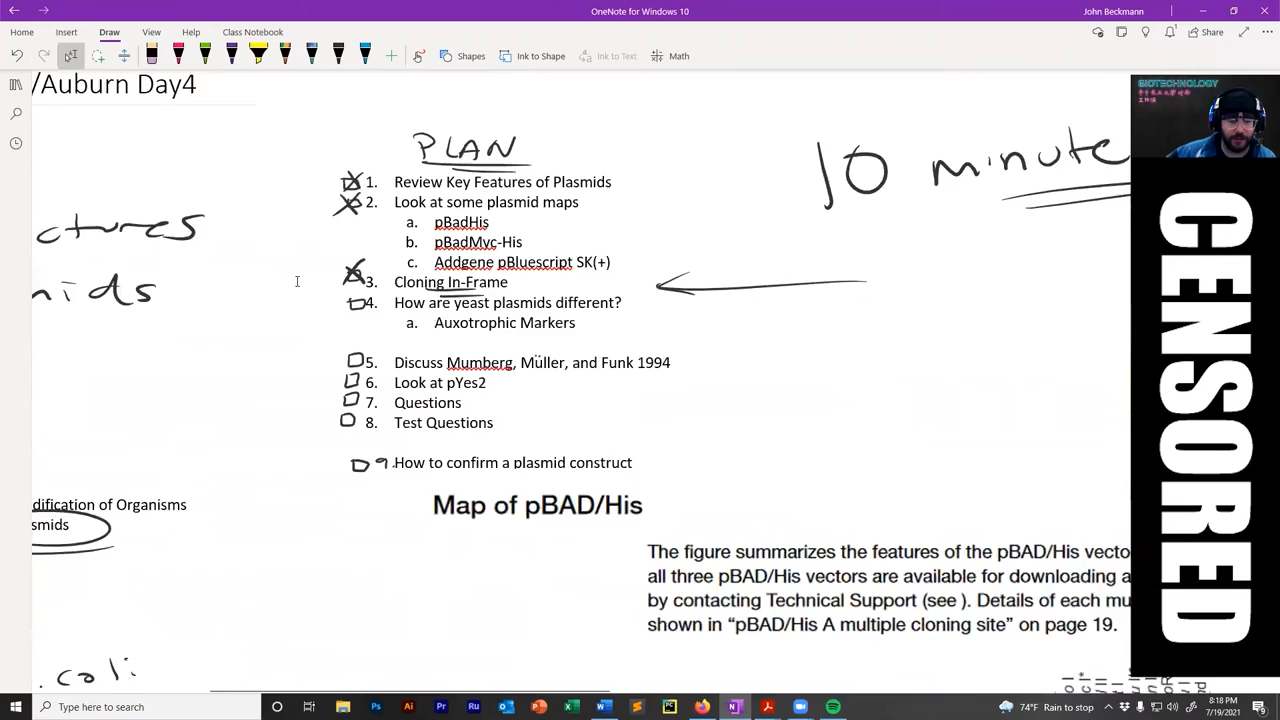 OneNote for Windows 10
John Beckmann
Home Insert Draw View Help Class Notebook
Share
Shapes Ink to Shape Ink to Text Math
/Auburn Day4
BIOTECHNOLOGY
PLAN
10 minute
1. Review Key Features of Plasmids
2. Look at some plasmid maps
a. pBadHis
b. pBadMyc-His
c. Addgene pBluescript SK(+)
3. Cloning In-Frame
4. How are yeast plasmids different?
a. Auxotrophic Markers
5. Discuss Mumberg, Müller, and Funk 1994
6. Look at pYes2
7. Questions
8. Test Questions
9. How to confirm a plasmid construct
ctures
ids
dification of Organisms
smids
. coli
Map of pBAD/His
The figure summarizes the features of the pBAD/His vecto
all three pBAD/His vectors are available for downloading a
by contacting Technical Support (see ). Details of each mu
shown in "pBAD/His A multiple cloning site" on page 19.
CENSORED
Type here to search
74°F Rain to stop
8:18 PM
7/19/2021